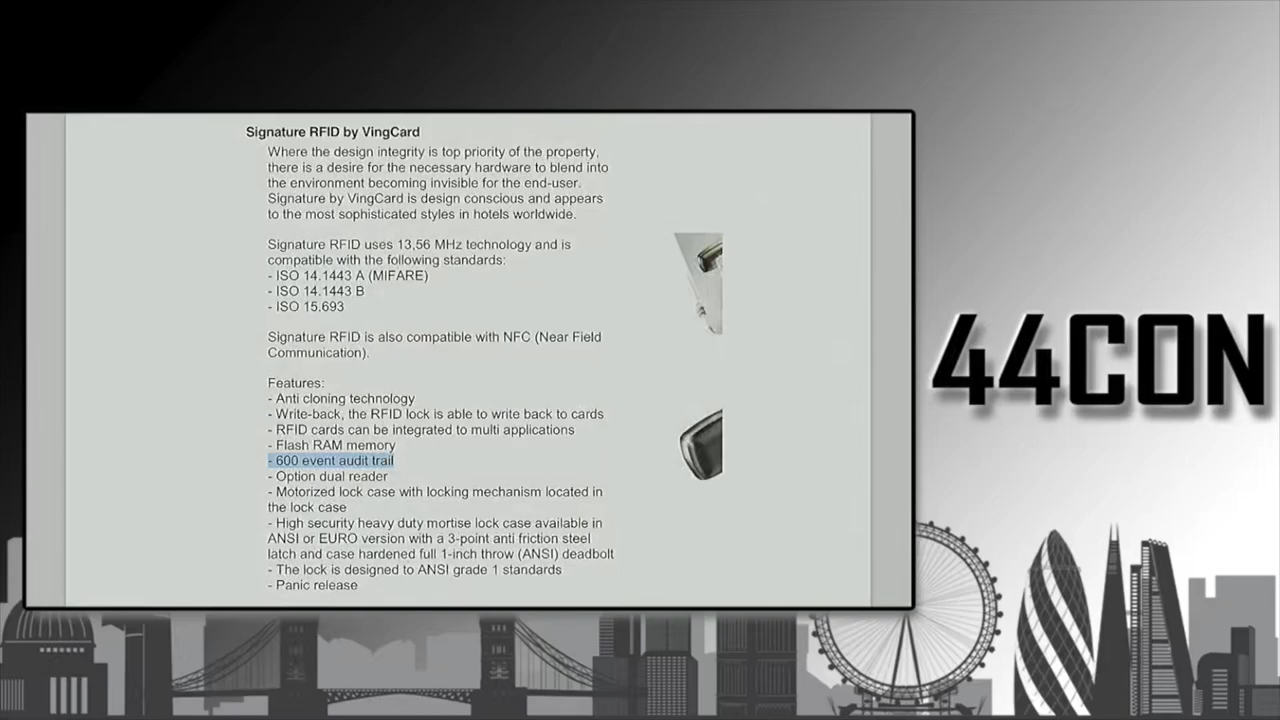 Signature RFID by VingCard
Where the design integrity is top priority of the property,
there is a desire for the necessary hardware to blend into
the environment becoming invisible for the end-user.
Signature by VingCard is design conscious and appears
to the most sophisticated styles in hotels worldwide.
Signature RFID uses 13,56 MHz technology and is
compatible with the following standards:
- ISO 14.1443 A (MIFARE)
- ISO 14.1443 B
- ISO 15.693
Signature RFID is also compatible with NFC (Near Field
Communication).
Features:
- Anti cloning technology
- Write-back, the RFID lock is able to write back to cards
- RFID cards can be integrated to multi applications
- Flash RAM memory
- 600 event audit trail
- Option dual reader
- Motorized lock case with locking mechanism located in
the lock case
- High security heavy duty mortise lock case available in
ANSI or EURO version with a 3-point anti friction steel
latch and case hardened full 1-inch throw (ANSI) deadbolt
- The lock is designed to ANSI grade 1 standards
- Panic release
44CON